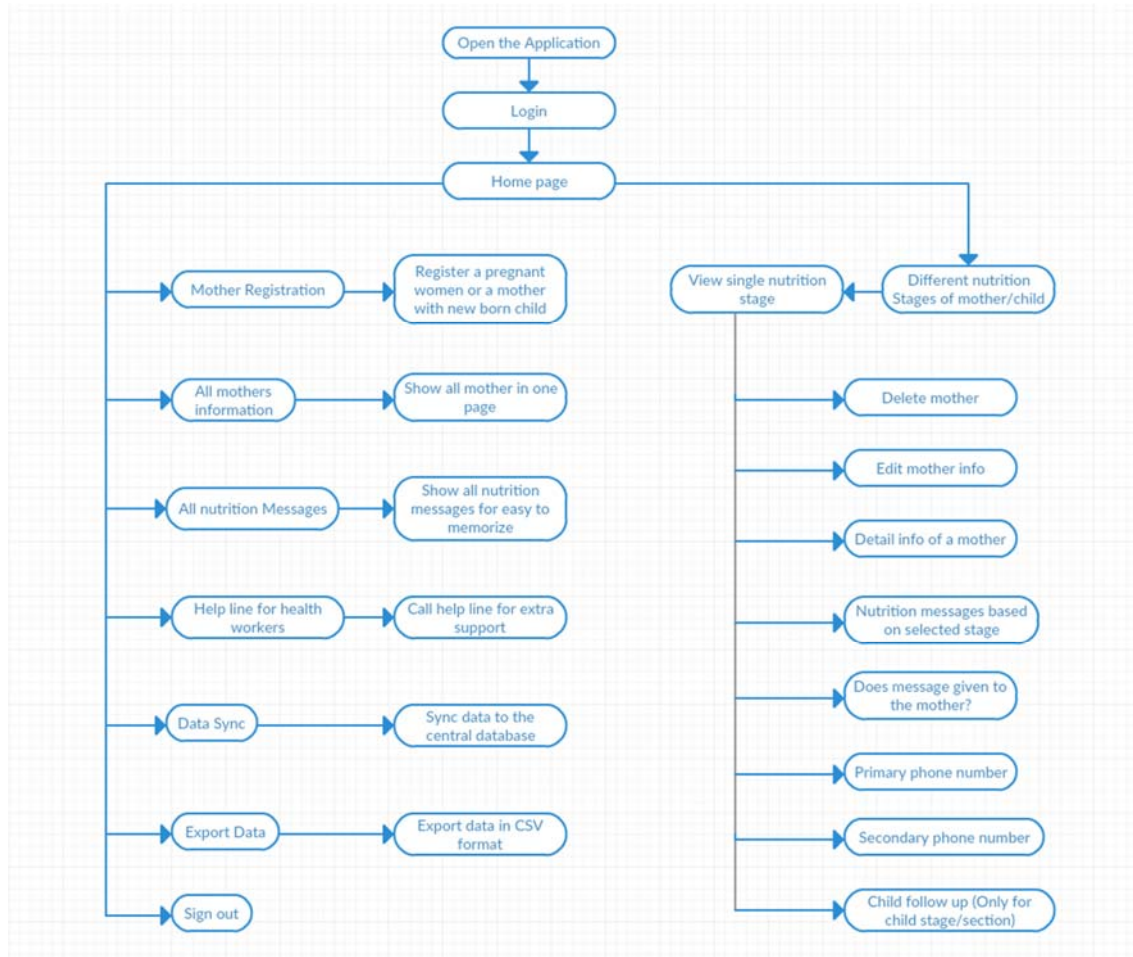 Open the Application
Login
Home page
Mother Registration
Register a pregnant
women or a mother
with new born child
All mothers
information
Show all mother in one
page
All nutrition Messages
Show all nutrition
messages for easy to
memorize
Help line for health
workers
Call help line for extra
support
Data Sync
Sync data to the
central database
Export Data
Export data in CSV
format
Sign out
View single nutrition
stage
Different nutrition
Stages of mother/child
Delete mother
Edit mother info
Detail info of a mother
Nutrition messages based
on selected stage
Does message given to
the mother?
Primary phone number
Secondary phone number
Child follow up (Only for
child stage/section)